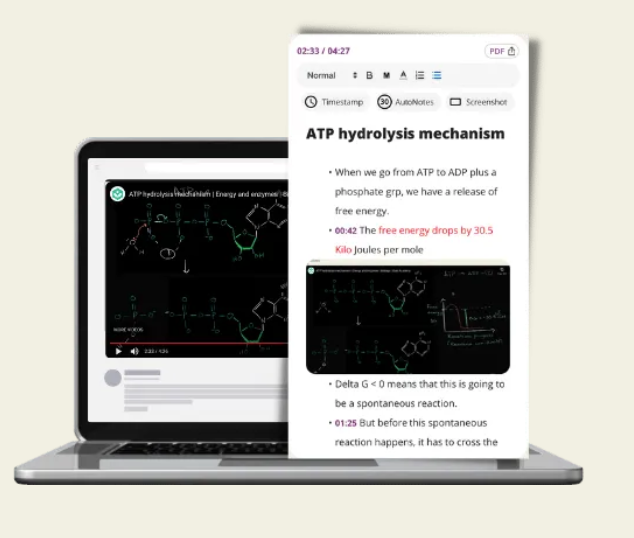 02:33 / 04:27
PDF
Normal
B
M
A
Timestamp
30
AutoNotes
Screenshot
ATP hydrolysis mechanism
• When we go from ATP to ADP plus a
phosphate grp, we have a release of
free energy.
• 00:42 The free energy drops by 30.5
Kilo Joules per mole
• Delta G < 0 means that this is going to
be a spontaneous reaction.
• 01:25 But before this spontaneous
reaction happens, it has to cross the
ATP hydrolysis mechanism | Energy and enzymes
MORE VIDEOS